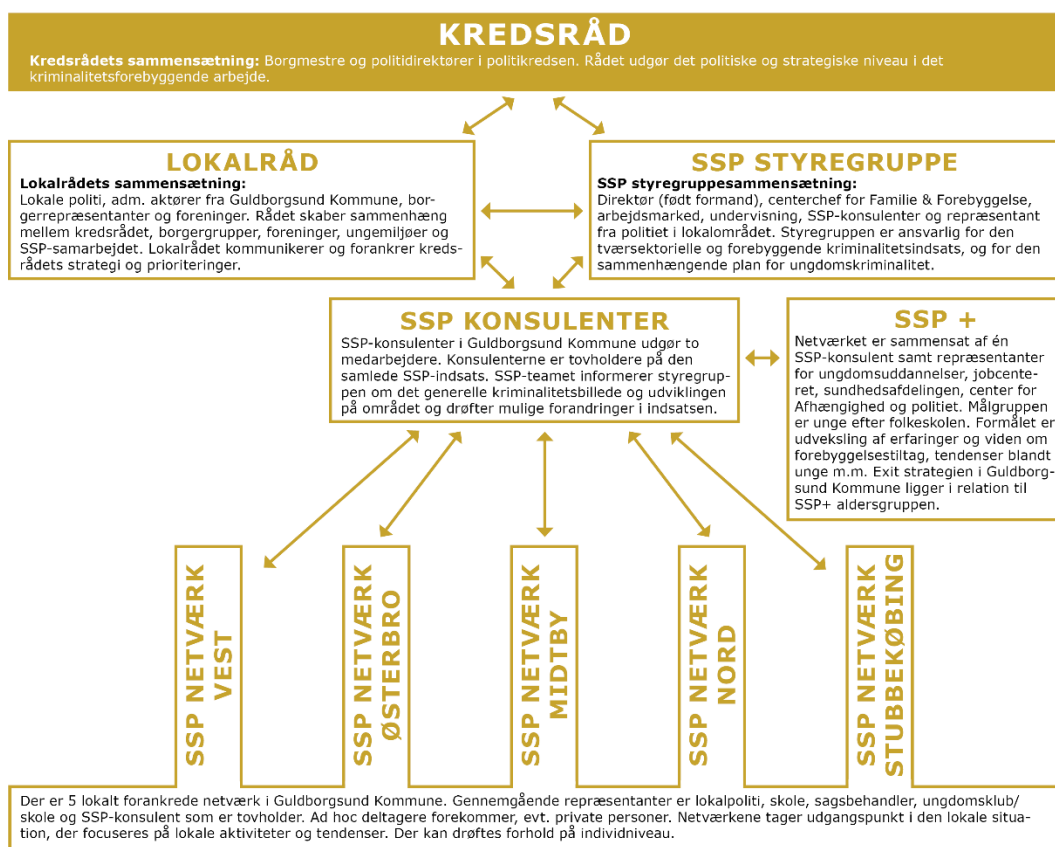 KREDSRÅD
Kredsrådets sammensætning: Borgmestre og politidirektører i politikredsen. Rådet udgør det politiske og strategiske niveau i det
kriminalitetsforebyggende arbejde.
LOKALRÅD
Lokalrådets sammensætning:
Lokale politi, adm. aktører fra Guldborgsund Kommune, bor-
gerrepræsentanter og foreninger. Rådet skaber sammenhæng
mellem kredsrådet, borgergrupper, foreninger, ungemiljøer og
SSP-samarbejdet. Lokalrådet kommunikerer og forankrer kreds-
rådets strategi og prioriteringer.
SSP STYREGRUPPE
SSP styregruppesammensætning:
Direktør (født formand), centerchef for Familie & Forebyggelse,
arbejdsmarked, undervisning, SSP-konsulenter og repræsentant
fra politiet i lokalområdet. Styregruppen er ansvarlig for den
tværsektorielle og forebyggende kriminalitetsindsats, og for den
sammenhængende plan for ungdomskriminalitet.
SSP KONSULENTER
SSP-konsulenter i Guldborgsund Kommune udgør to
medarbejdere. Konsulenterne er tovholdere på den
samlede SSP-indsats. SSP-teamet informerer styregrup-
pen om det generelle kriminalitetsbillede og udviklingen
på området og drøfter mulige forandringer i indsatsen.
SSP +
Netværket er sammensat af én
SSP-konsulent samt repræsentanter
for ungdomsuddannelser, jobcente-
ret, sundhedsafdelingen, center for
Afhængighed og politiet. Målgruppen
er unge efter folkeskolen. Formålet er
udveksling af erfaringer og viden om
forebyggelsestiltag, tendenser blandt
unge m.m. Exit strategien i Guldborg-
sund Kommune ligger i relation til
SSP+ aldersgruppen.
SSP NETVÆRK
VEST
SSP NETVÆRK
ØSTERBRO
SSP NETVÆRK
MIDTBY
SSP NETVÆRK
NORD
SSP NETVÆRK
STUBBEKØBING
Der er 5 lokalt forankrede netværk i Guldborgsund Kommune. Gennemgående repræsentanter er lokalpoliti, skole, sagsbehandler, ungdomsklub/
skole og SSP-konsulent som er tovholder. Ad hoc deltagere forekommer, evt. private personer. Netværkene tager udgangspunkt i den lokale situa-
tion, der focuseres på lokale aktiviteter og tendenser. Der kan drøftes forhold på individniveau.